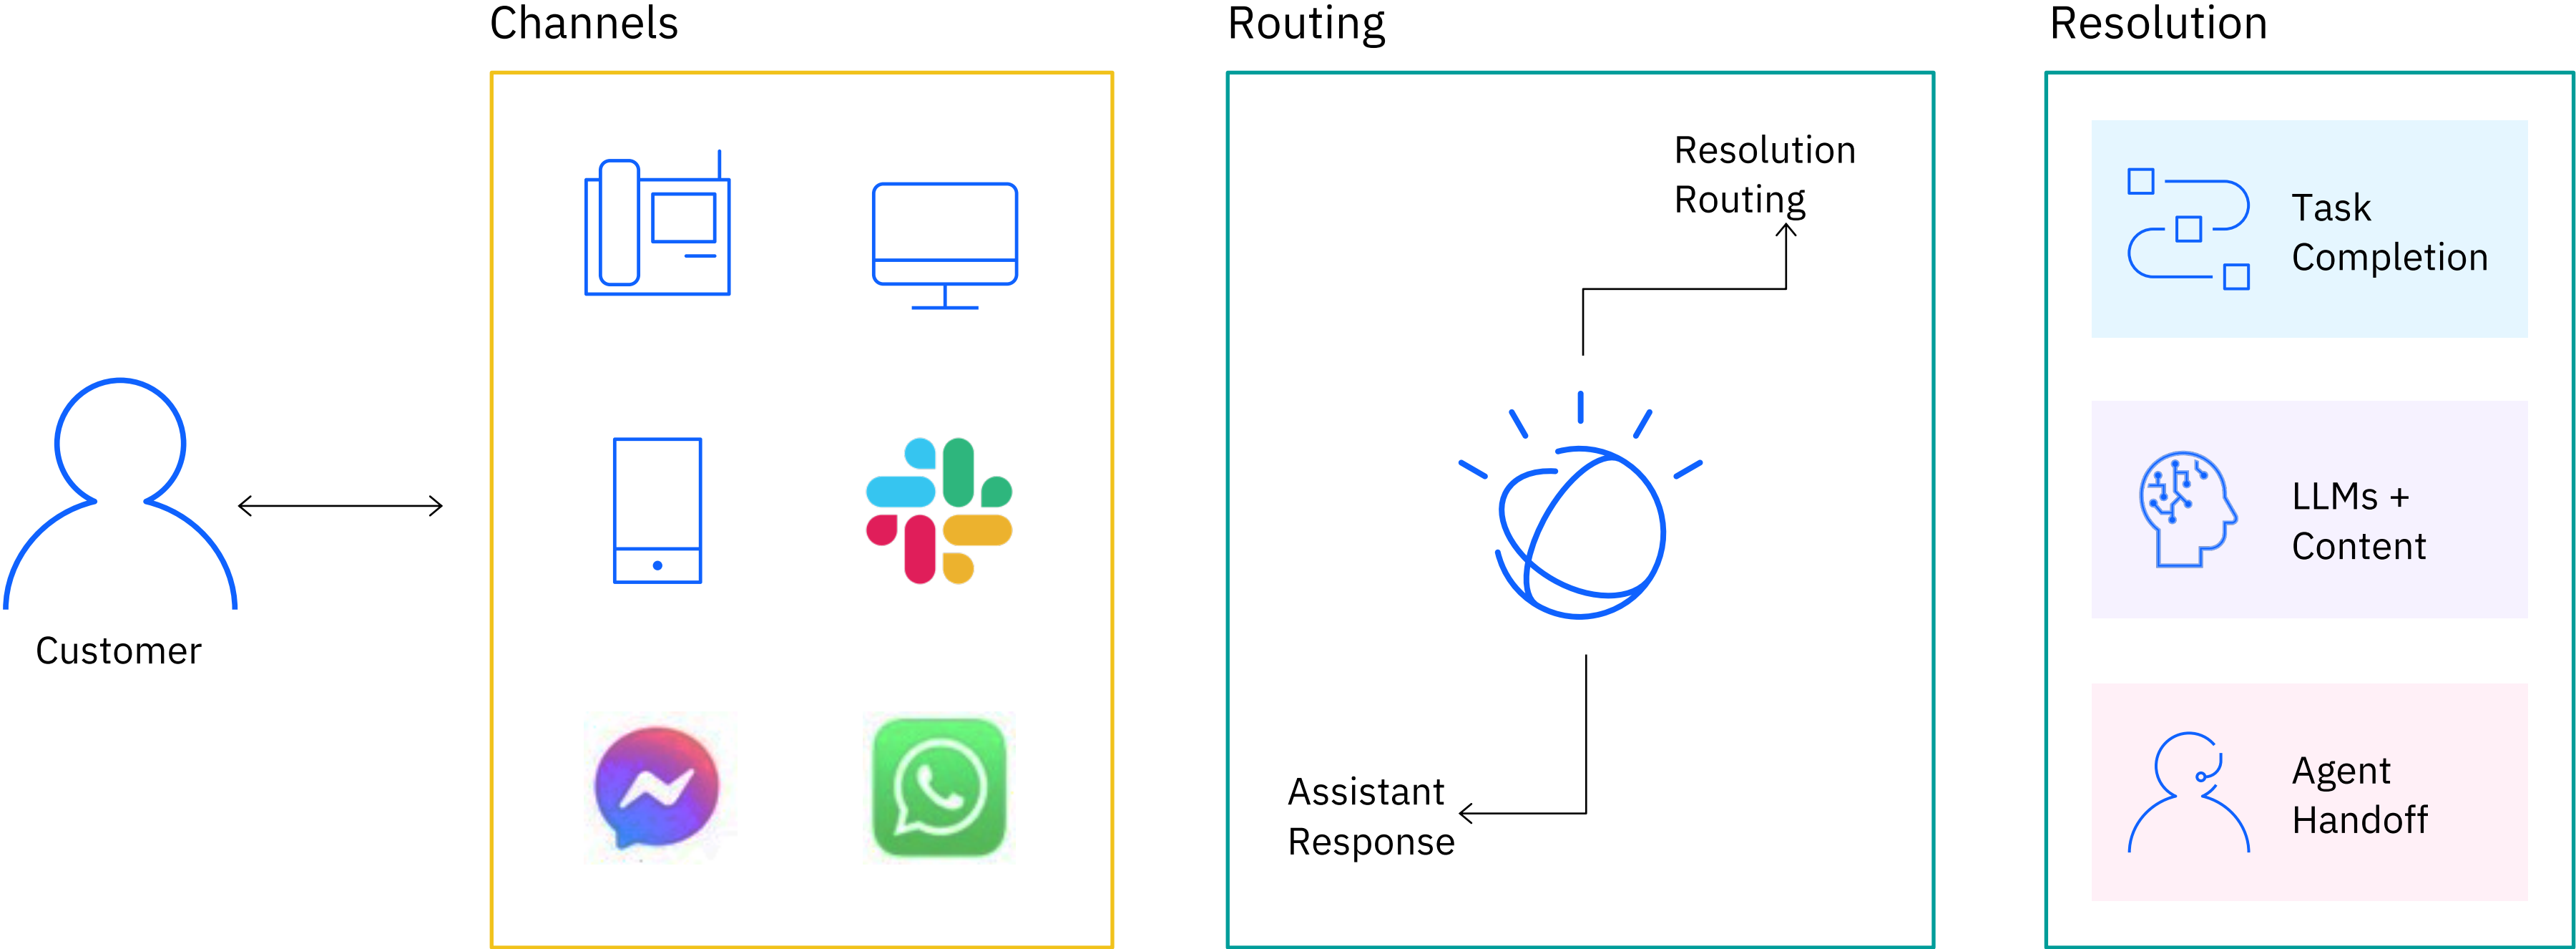 Channels
Routing
Resolution
Customer
Resolution
Routing
Assistant
Response
Task
Completion
LLMs +
Content
Agent
Handoff